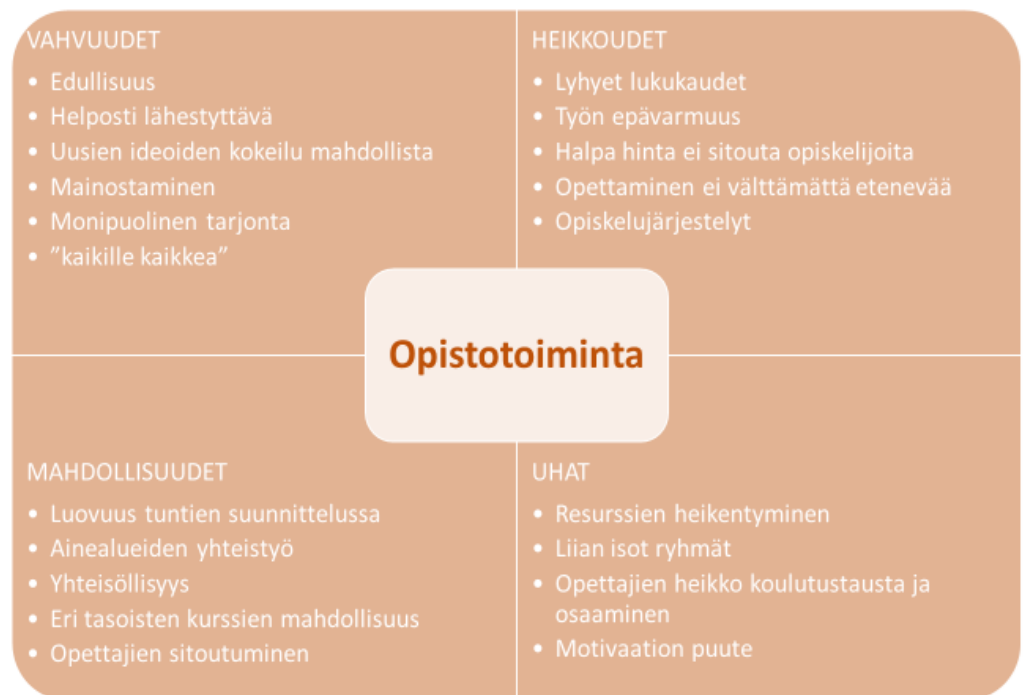 VAHVUUDET
• Edullisuus
• Helposti lähestyttävä
• Uusien ideoiden kokeilu mahdollista
• Mainostaminen
• Monipuolinen tarjonta
• ”kaikille kaikkea”
HEIKKOUDET
• Lyhyet lukukaudet
• Työn epävarmuus
• Halpa hinta ei sitouta opiskelijoita
• Opettaminen ei välttämättä etenevää
• Opiskelujärjestelyt
Opistotoiminta
MAHDOLLISUUDET
• Luovuus tuntien suunnittelussa
• Ainealueiden yhteistyö
• Yhteisöllisyys
• Eri tasoisten kurssien mahdollisuus
• Opettajien sitoutuminen
UHAT
• Resurssien heikentyminen
• Liian isot ryhmät
• Opettajien heikko koulutustausta ja
osaaminen
• Motivaation puute